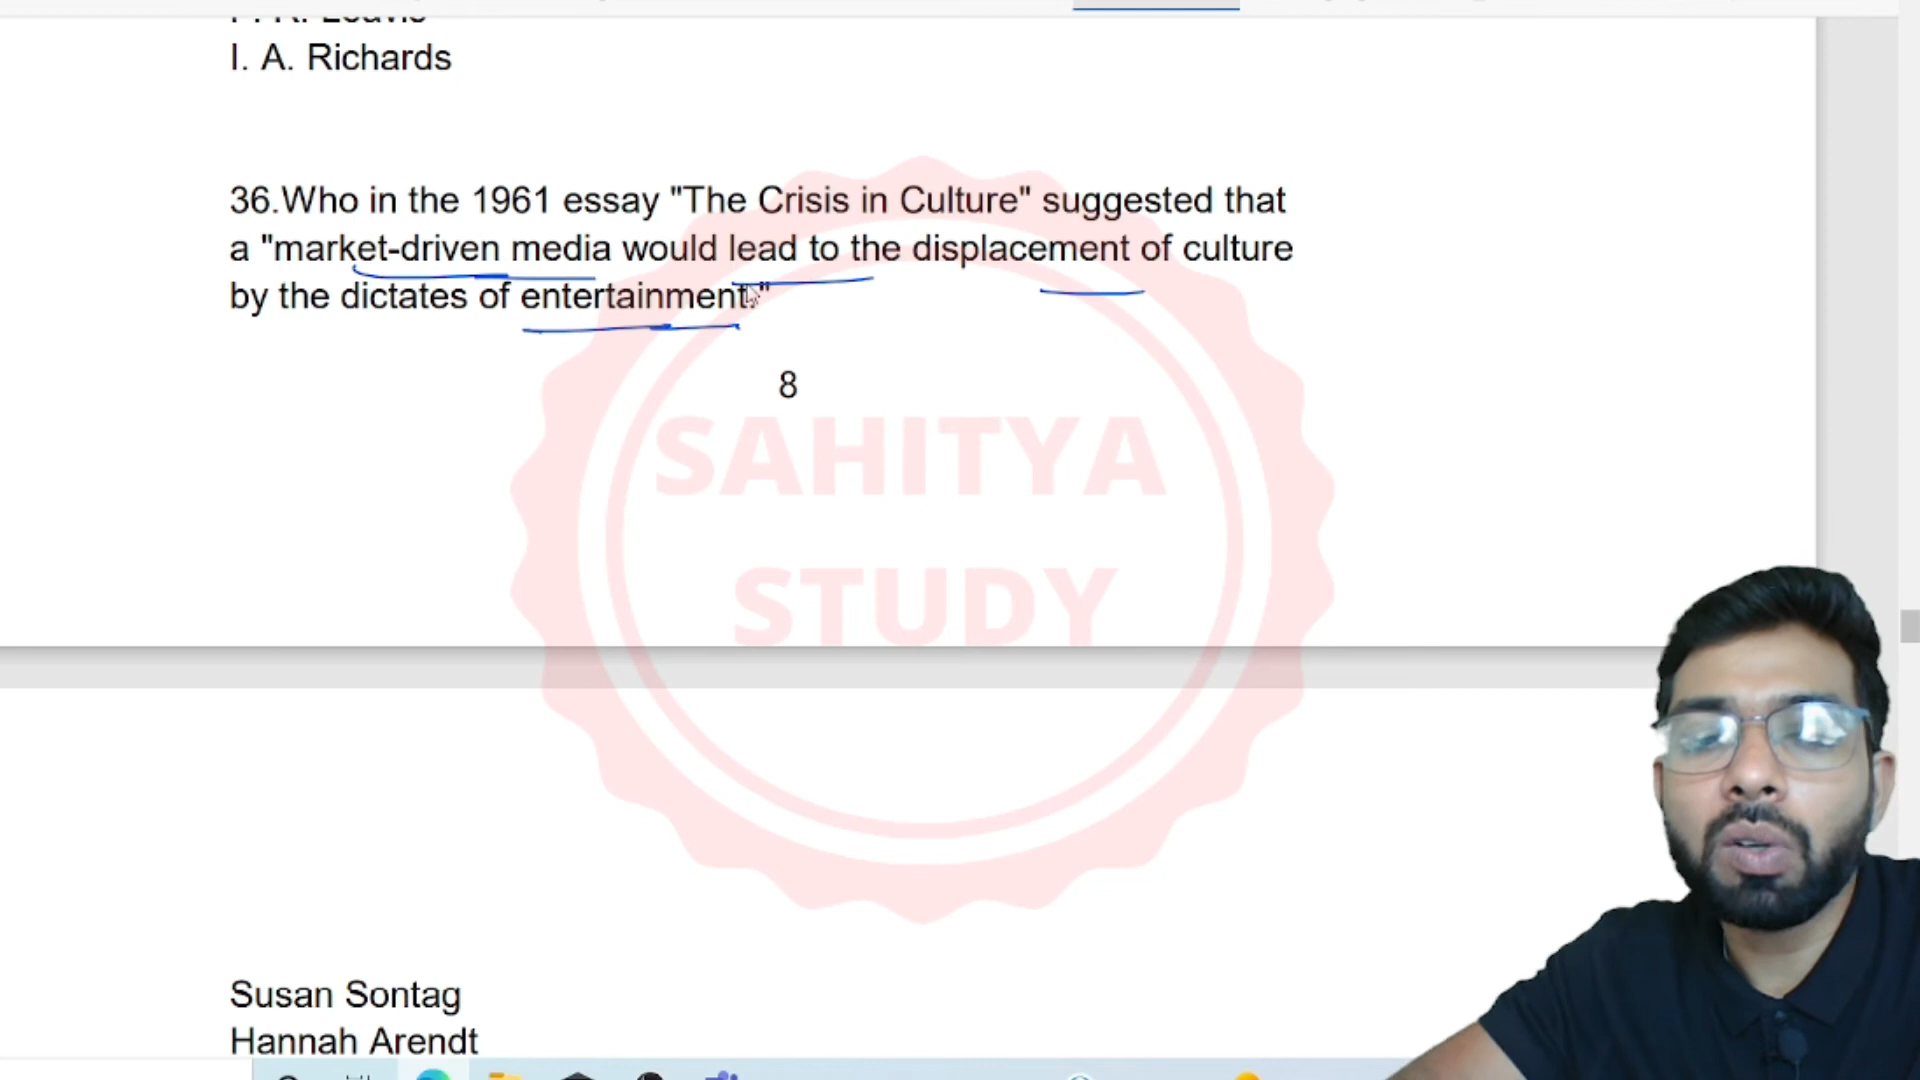 I. A. Richards
36.Who in the 1961 essay "The Crisis in Culture" suggested that
a "market-driven media would lead to the displacement of culture
by the dictates of entertainment."
8
SAHITYA
STUDY
Susan Sontag
Hannah Arendt